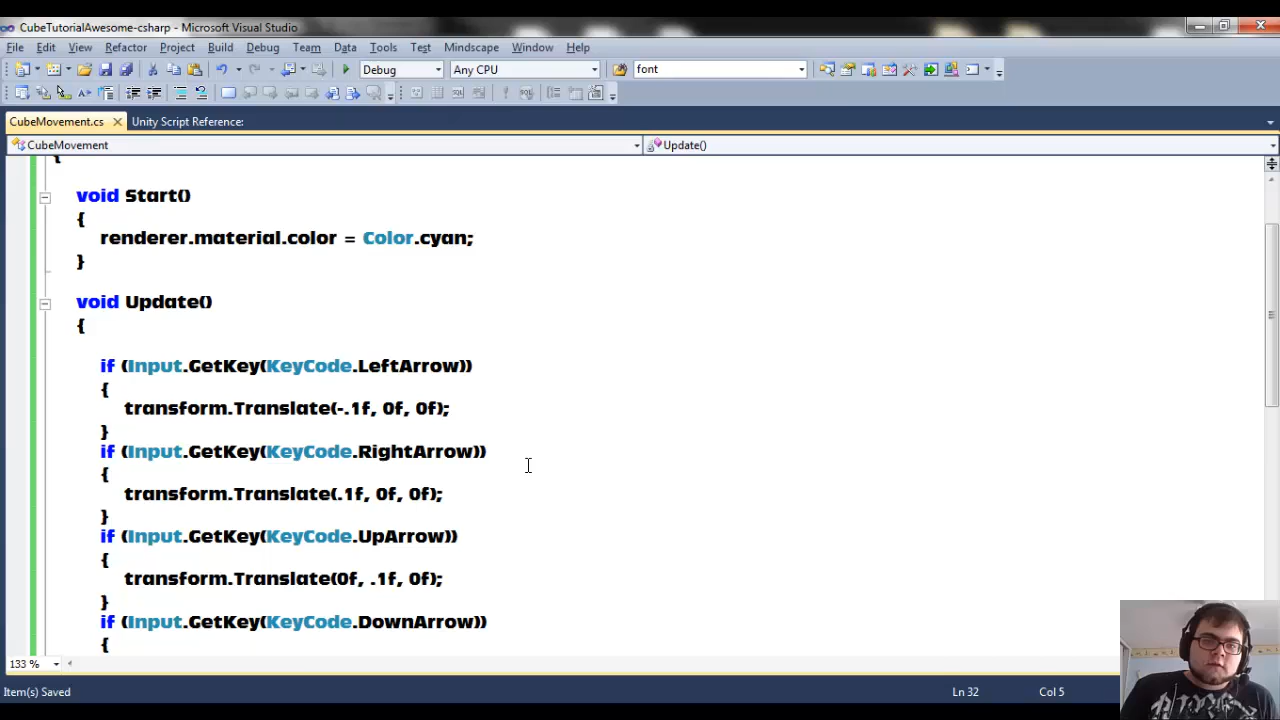 CubeTutorialAwesome-csharp - Microsoft Visual Studio
File Edit View Refactor Project Build Debug Team Data Tools Test Mindscape Window Help
Debug Any CPU font
CubeMovement.cs Unity Script Reference:
CubeMovement Update()
{
void Start()
{
renderer.material.color = Color.cyan;
}
void Update()
{
if (Input.GetKey(KeyCode.LeftArrow))
{
transform.Translate(-.1f, 0f, 0f);
}
if (Input.GetKey(KeyCode.RightArrow))
{
transform.Translate(.1f, 0f, 0f);
}
if (Input.GetKey(KeyCode.UpArrow))
{
transform.Translate(0f, .1f, 0f);
}
if (Input.GetKey(KeyCode.DownArrow))
{
133 %
Item(s) Saved Ln 32 Col 5